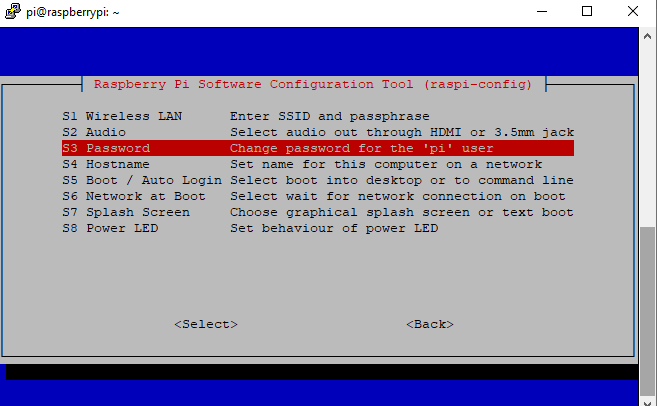 pi@raspberrypi: ~
Raspberry Pi Software Configuration Tool (raspi-config)
S1 Wireless LAN Enter SSID and passphrase
S2 Audio Select audio out through HDMI or 3.5mm jack
S3 Password Change password for the 'pi' user
S4 Hostname Set name for this computer on a network
S5 Boot / Auto Login Select boot into desktop or to command line
S6 Network at Boot Select wait for network connection on boot
S7 Splash Screen Choose graphical splash screen or text boot
S8 Power LED Set behaviour of power LED
<Select> <Back>